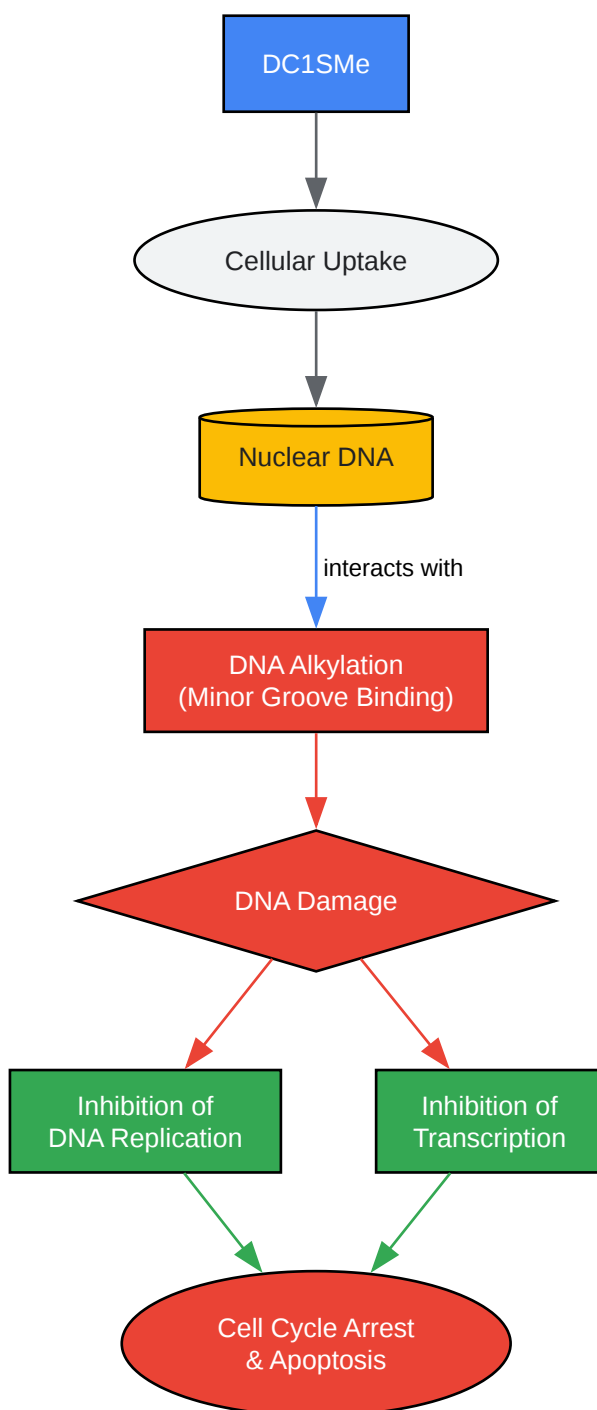 DC1SMe
Cellular Uptake
Nuclear DNA
interacts with
DNA Alkylation
(Minor Groove Binding)
DNA Damage
Inhibition of
DNA Replication
Inhibition of
Transcription
Cell Cycle Arrest
& Apoptosis